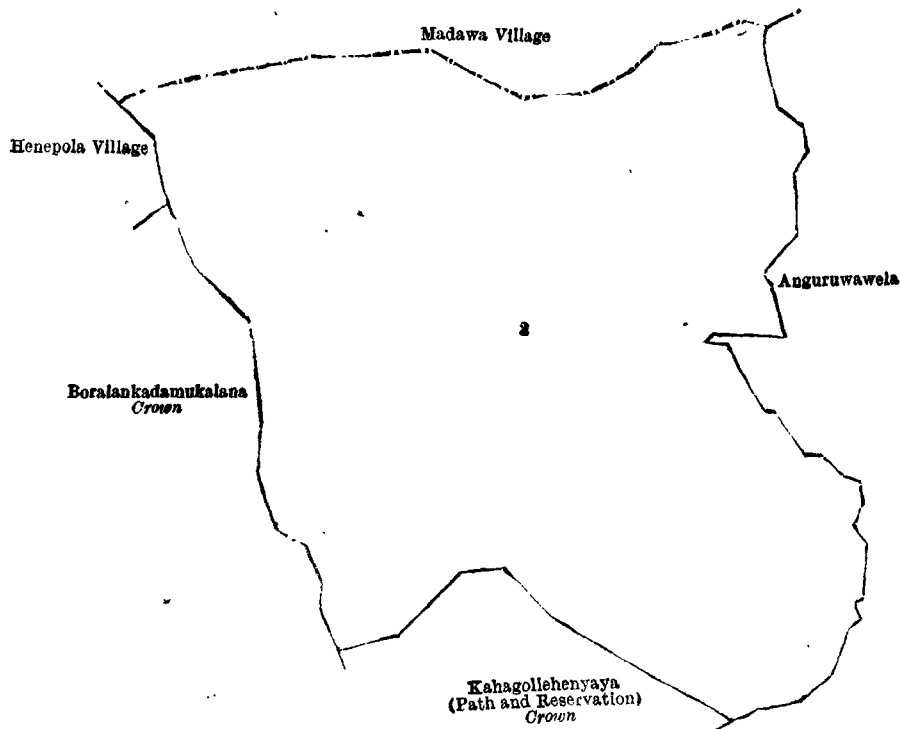 Madawa Village
Henepola Village
Anguruwawela
2
Boralankadamukalana
Crown
Kahagollehenyaya
(Path and Reservation)
Crown